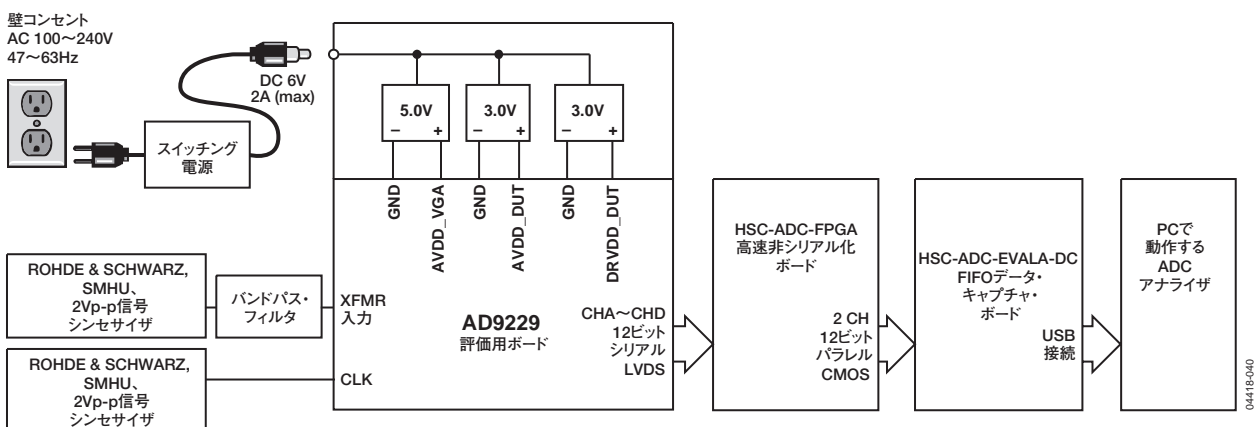 壁コンセント
AC 100～240V
47～63Hz
DC 6V
2A (max)
スイッチング
電源
5.0V
− +
3.0V
− +
3.0V
− +
GND
AVDD_VGA
GND
AVDD_DUT
GND
DRVDD_DUT
ROHDE & SCHWARZ,
SMHU、
2Vp-p信号
シンセサイザ
バンドパス・
フィルタ
XFMR
入力
ROHDE & SCHWARZ,
SMHU、
2Vp-p信号
シンセサイザ
CLK
AD9229
評価用ボード
CHA～CHD
12ビット
シリアル
LVDS
HSC-ADC-FPGA
高速非シリアル化
ボード
2 CH
12ビット
パラレル
CMOS
HSC-ADC-EVALA-DC
FIFOデータ・
キャプチャ・
ボード
USB
接続
PCで
動作する
ADC
アナライザ
04418-040